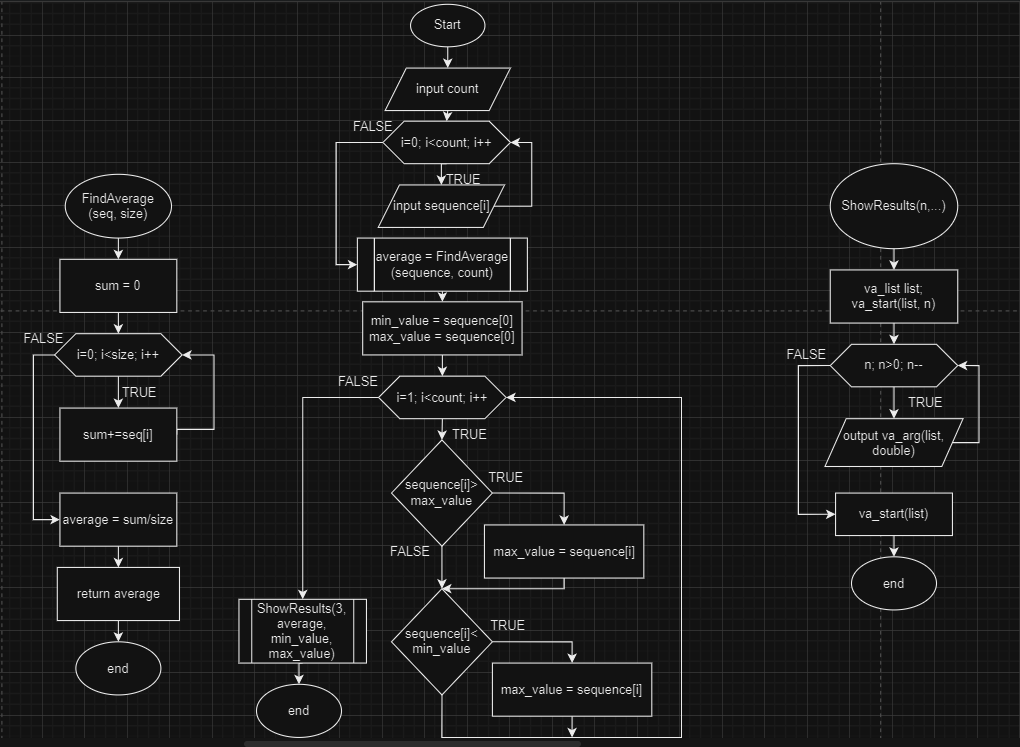 Start
input count
FALSE
i=0; i<count; i++
TRUE
input sequence[i]
average = FindAverage
(sequence, count)
min_value = sequence[0]
max_value = sequence[0]
FALSE
i=1; i<count; i++
TRUE
sequence[i]>
max_value
TRUE
max_value = sequence[i]
FALSE
sequence[i]<
min_value
TRUE
max_value = sequence[i]
ShowResults(3,
average,
min_value,
max_value)
end
FindAverage
(seq, size)
sum = 0
FALSE
i=0; i<size; i++
TRUE
sum+=seq[i]
average = sum/size
return average
end
ShowResults(n,...)
va_list list;
va_start(list, n)
FALSE
n; n>0; n--
TRUE
output va_arg(list,
double)
va_start(list)
end